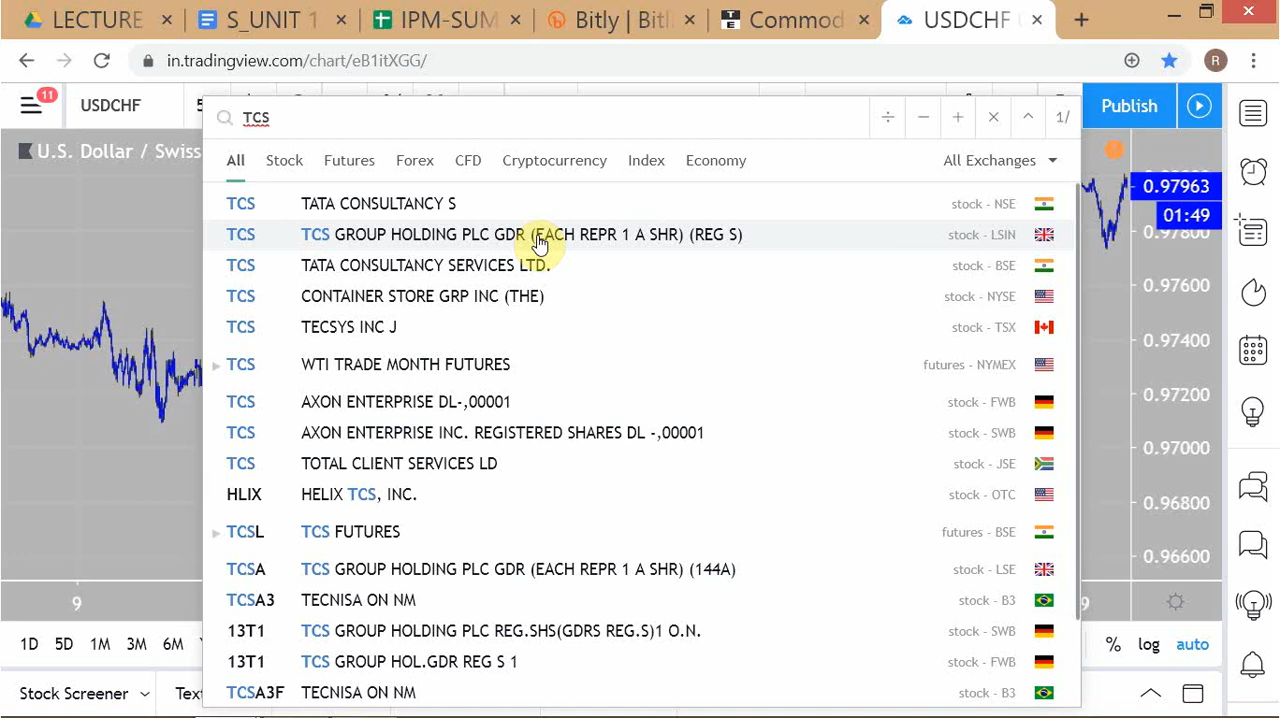 LECTURE
S_UNIT 1
IPM-SUM
Bitly | Bitl
Commod
USDCHF
in.tradingview.com/chart/eB1itXGG/
R
11
USDCHF
5
TCS
1/
Publish
U.S. Dollar / Swiss
All Stock Futures Forex CFD Cryptocurrency Index Economy All Exchanges
TCS TATA CONSULTANCY S stock - NSE
TCS TCS GROUP HOLDING PLC GDR (EACH REPR 1 A SHR) (REG S) stock - LSIN
TCS TATA CONSULTANCY SERVICES LTD. stock - BSE
TCS CONTAINER STORE GRP INC (THE) stock - NYSE
TCS TECSYS INC J stock - TSX
TCS WTI TRADE MONTH FUTURES futures - NYMEX
TCS AXON ENTERPRISE DL-,00001 stock - FWB
TCS AXON ENTERPRISE INC. REGISTERED SHARES DL -,00001 stock - SWB
TCS TOTAL CLIENT SERVICES LD stock - JSE
HLIX HELIX TCS, INC. stock - OTC
TCSL TCS FUTURES futures - BSE
TCSA TCS GROUP HOLDING PLC GDR (EACH REPR 1 A SHR) (144A) stock - LSE
TCSA3 TECNISA ON NM stock - B3
13T1 TCS GROUP HOLDING PLC REG.SHS(GDRS REG.S)1 O.N. stock - SWB
13T1 TCS GROUP HOL.GDR REG S 1 stock - FWB
TCSA3F TECNISA ON NM stock - B3
0.97963
01:49
0.97800
0.97600
0.97400
0.97200
0.97000
0.96800
0.96600
9
9
1D 5D 1M 3M 6M
% log auto
Stock Screener
Text